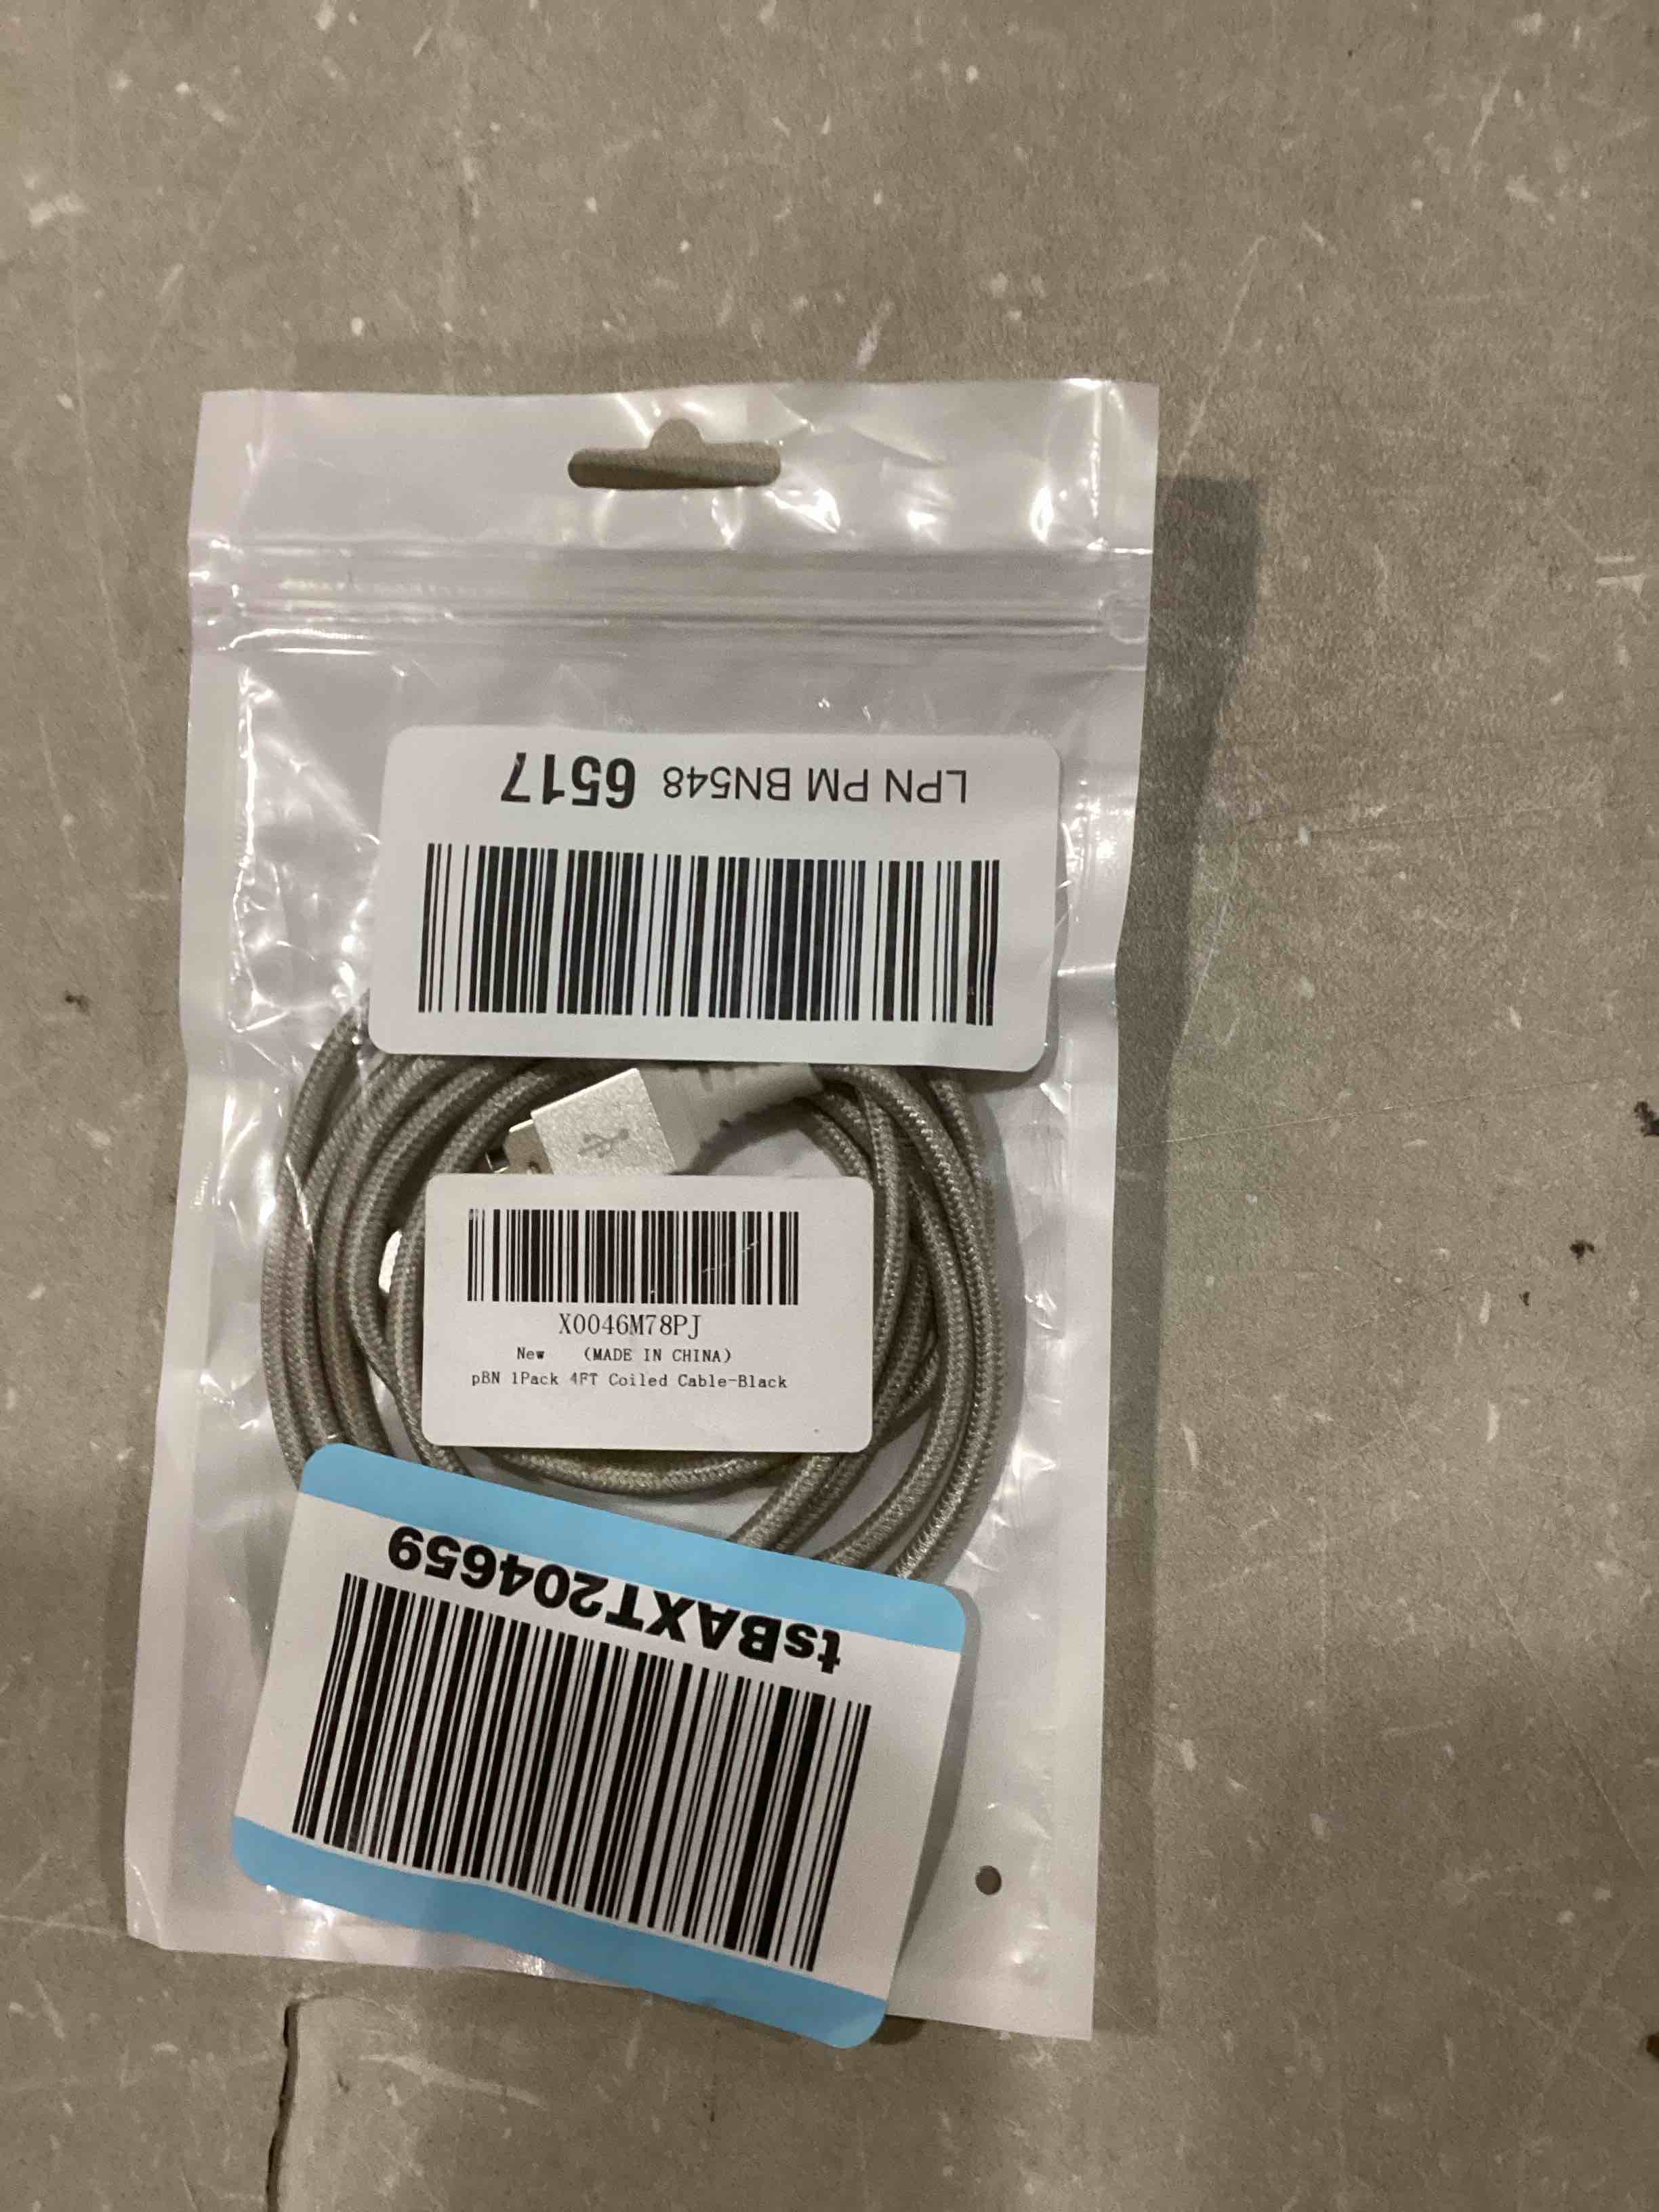 LPN PM BN548 6517
X0046M78PJ
New (MADE IN CHINA)
pBN 1Pack 4FT Coiled Cable-Black
tsBAXT204659